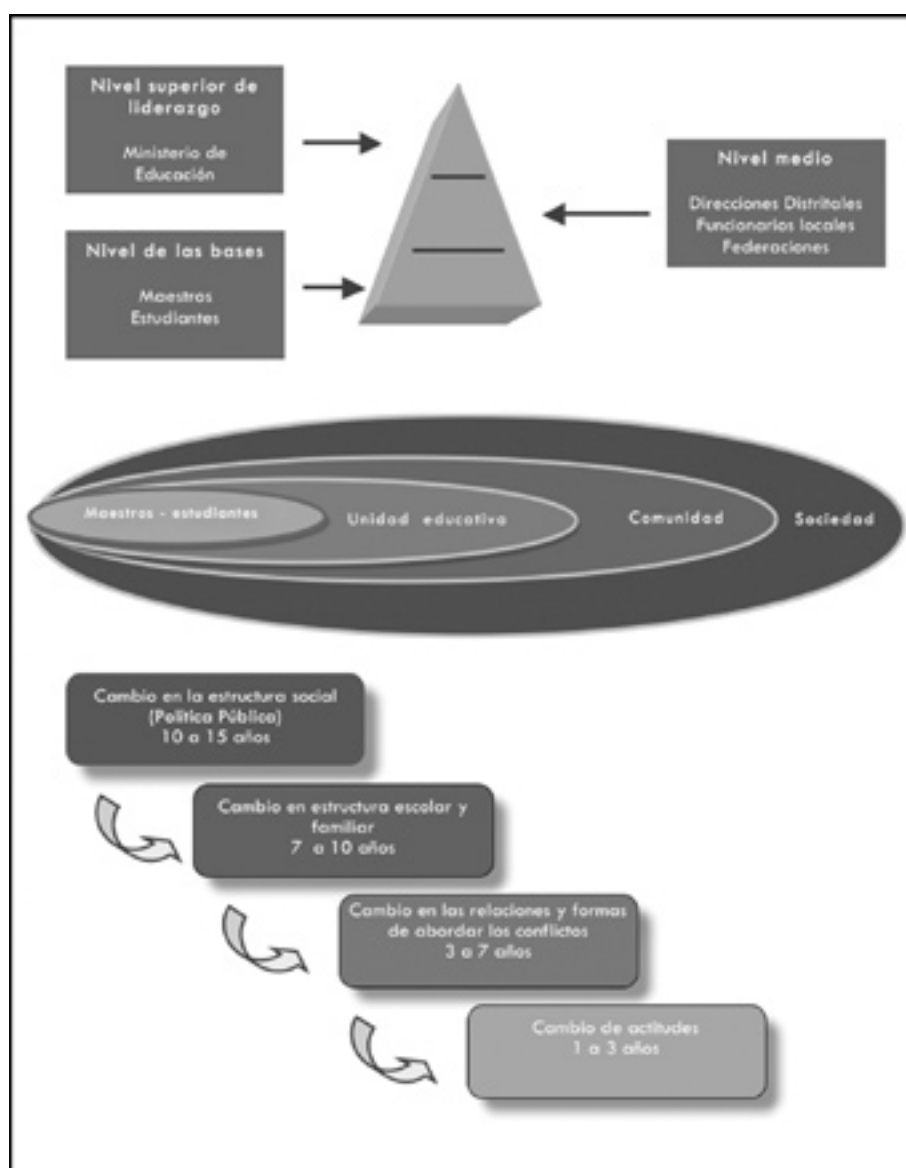 Nivel superior de
liderazgo
Ministerio de
Educación
Nivel medio
Direcciones Distritales
Funcionarios locales
Federaciones
Nivel de las bases
Maestros
Estudiantes
Maestros - estudiantes
Unidad educativa
Comunidad
Sociedad
Cambio en la estructura social
(Política Pública)
10 a 15 años
Cambio en estructura escolar y
familiar
7 a 10 años
Cambio en las relaciones y formas
de abordar los conflictos
3 a 7 años
Cambio de actitudes
1 a 3 años